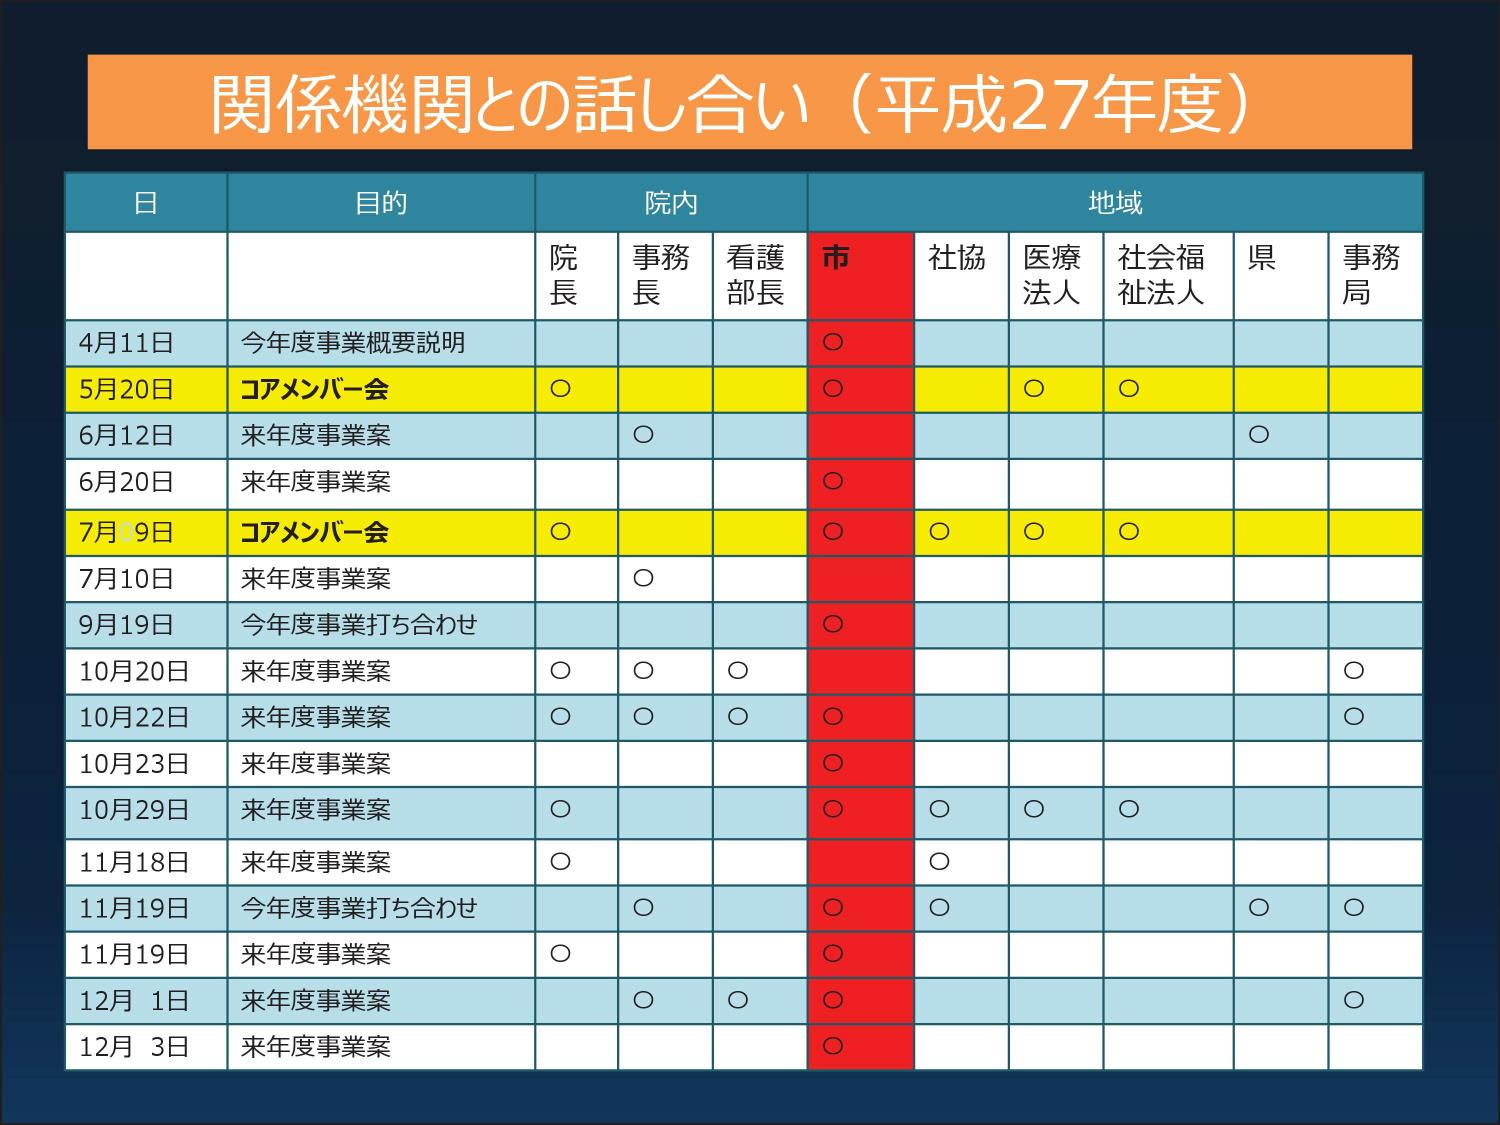 関係機関との話し合い（平成27年度）
日 目的 院内 地域
院長 事務長 看護部長 市 社協 医療法人 社会福祉法人 県 事務局
4月11日 今年度事業概要説明 ○
5月20日 コアメンバー会 ○ ○ ○ ○
6月12日 来年度事業案 ○ ○
6月20日 来年度事業案 ○
7月09日 コアメンバー会 ○ ○ ○ ○ ○
7月10日 来年度事業案 ○
9月19日 今年度事業打ち合わせ ○
10月20日 来年度事業案 ○ ○ ○ ○
10月22日 来年度事業案 ○ ○ ○ ○ ○
10月23日 来年度事業案 ○
10月29日 来年度事業案 ○ ○ ○ ○ ○
11月18日 来年度事業案 ○ ○
11月19日 今年度事業打ち合わせ ○ ○ ○ ○ ○
11月19日 来年度事業案 ○ ○
12月 1日 来年度事業案 ○ ○ ○ ○
12月 3日 来年度事業案 ○